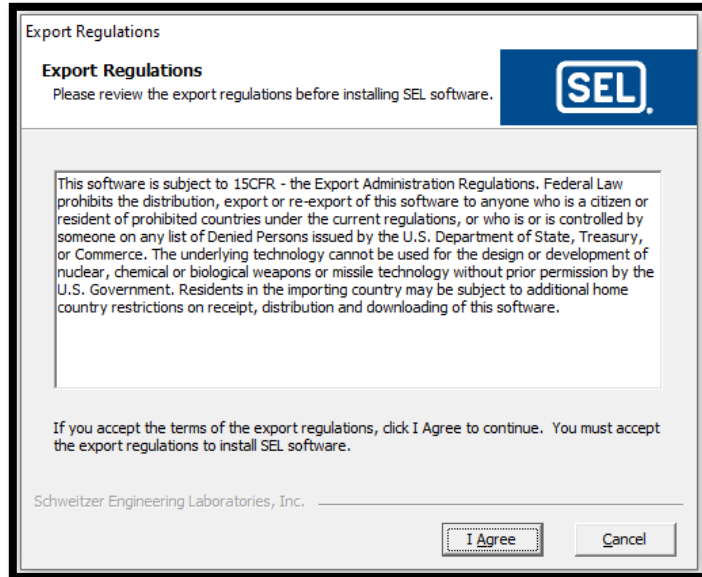 Export Regulations
Export Regulations
Please review the export regulations before installing SEL software.
SEL
This software is subject to 15CFR - the Export Administration Regulations. Federal Law
prohibits the distribution, export or re-export of this software to anyone who is a citizen or
resident of prohibited countries under the current regulations, or who is or is controlled by
someone on any list of Denied Persons issued by the U.S. Department of State, Treasury,
or Commerce. The underlying technology cannot be used for the design or development of
nuclear, chemical or biological weapons or missile technology without prior permission by the
U.S. Government. Residents in the importing country may be subject to additional home
country restrictions on receipt, distribution and downloading of this software.
If you accept the terms of the export regulations, click I Agree to continue.  You must accept
the export regulations to install SEL software.
Schweitzer Engineering Laboratories, Inc.
I Agree
Cancel